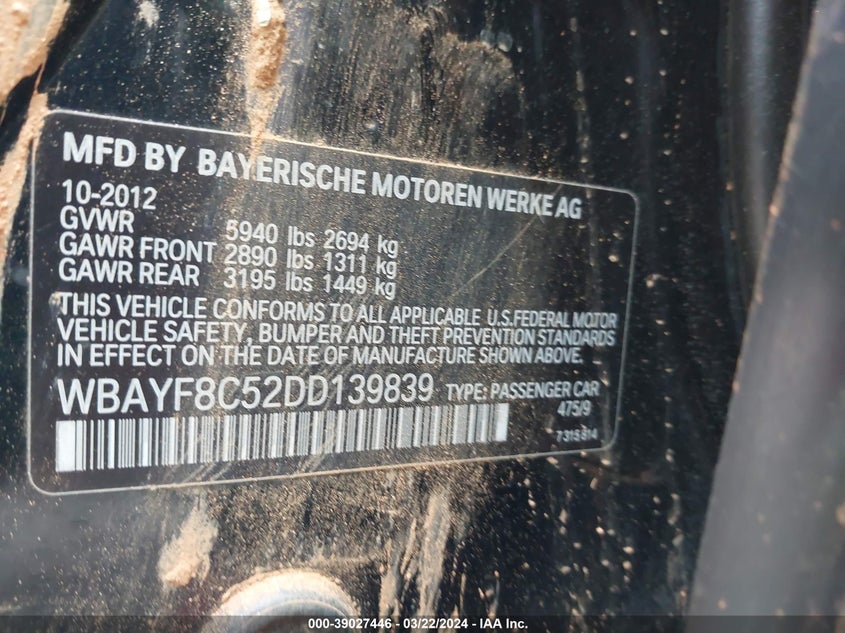 MFD BY BAYERISCHE MOTOREN WERKE AG
10-2012
GVWR 5940 lbs 2694 kg
GAWR FRONT 2890 lbs 1311 kg
GAWR REAR 3195 lbs 1449 kg
THIS VEHICLE CONFORMS TO ALL APPLICABLE U.S.FEDERAL MOTOR
VEHICLE SAFETY, BUMPER AND THEFT PREVENTION STANDARDS
IN EFFECT ON THE DATE OF MANUFACTURE SHOWN ABOVE.
WBAYF8C52DD139839 TYPE: PASSENGER CAR
475/9
7 315 814
000-39027446 - 03/22/2024 - IAA Inc.